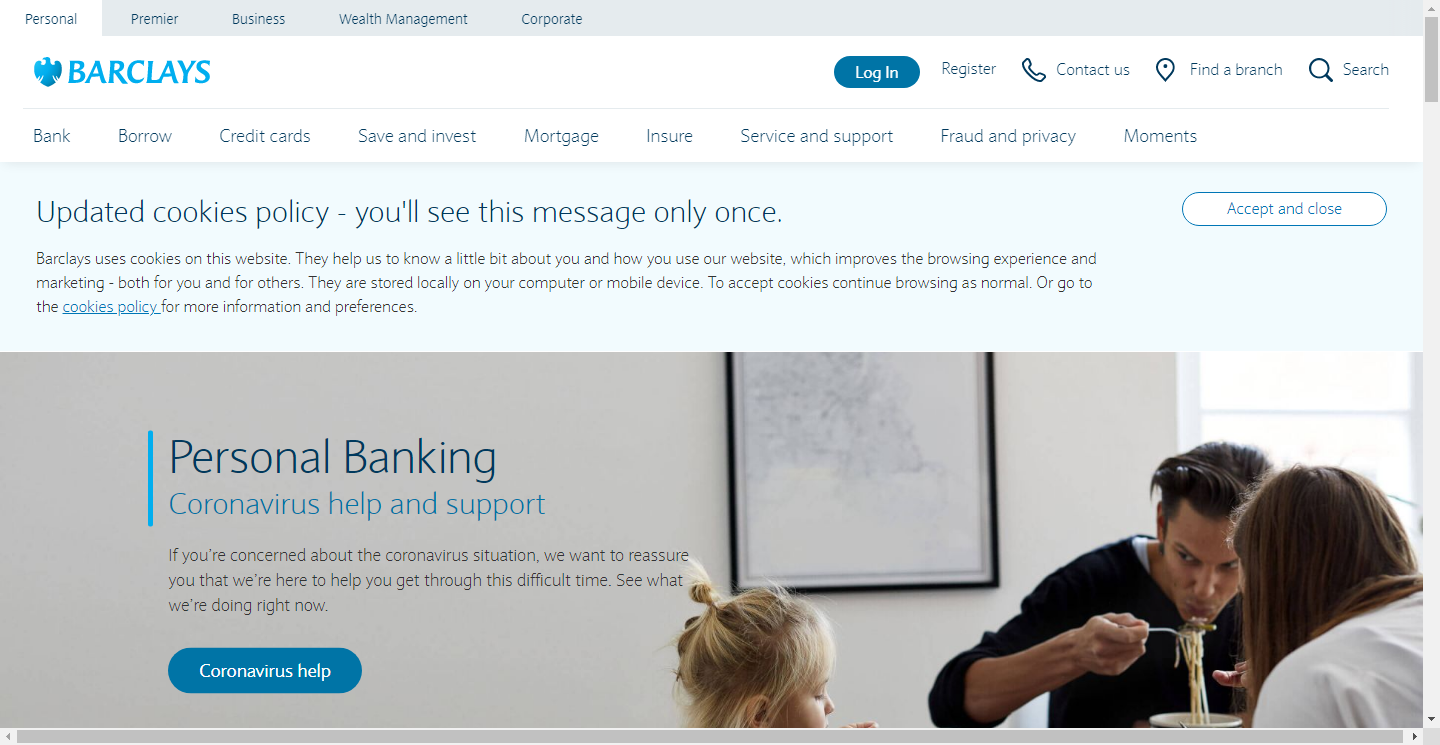 Personal Premier Business Wealth Management Corporate
BARCLAYS
Log In Register Contact us Find a branch Search
Bank Borrow Credit cards Save and invest Mortgage Insure Service and support Fraud and privacy Moments
Updated cookies policy - you'll see this message only once.
Accept and close
Barclays uses cookies on this website. They help us to know a little bit about you and how you use our website, which improves the browsing experience and
marketing - both for you and for others. They are stored locally on your computer or mobile device. To accept cookies continue browsing as normal. Or go to
the cookies policy for more information and preferences.
Personal Banking
Coronavirus help and support
If you’re concerned about the coronavirus situation, we want to reassure
you that we’re here to help you get through this difficult time. See what
we’re doing right now.
Coronavirus help